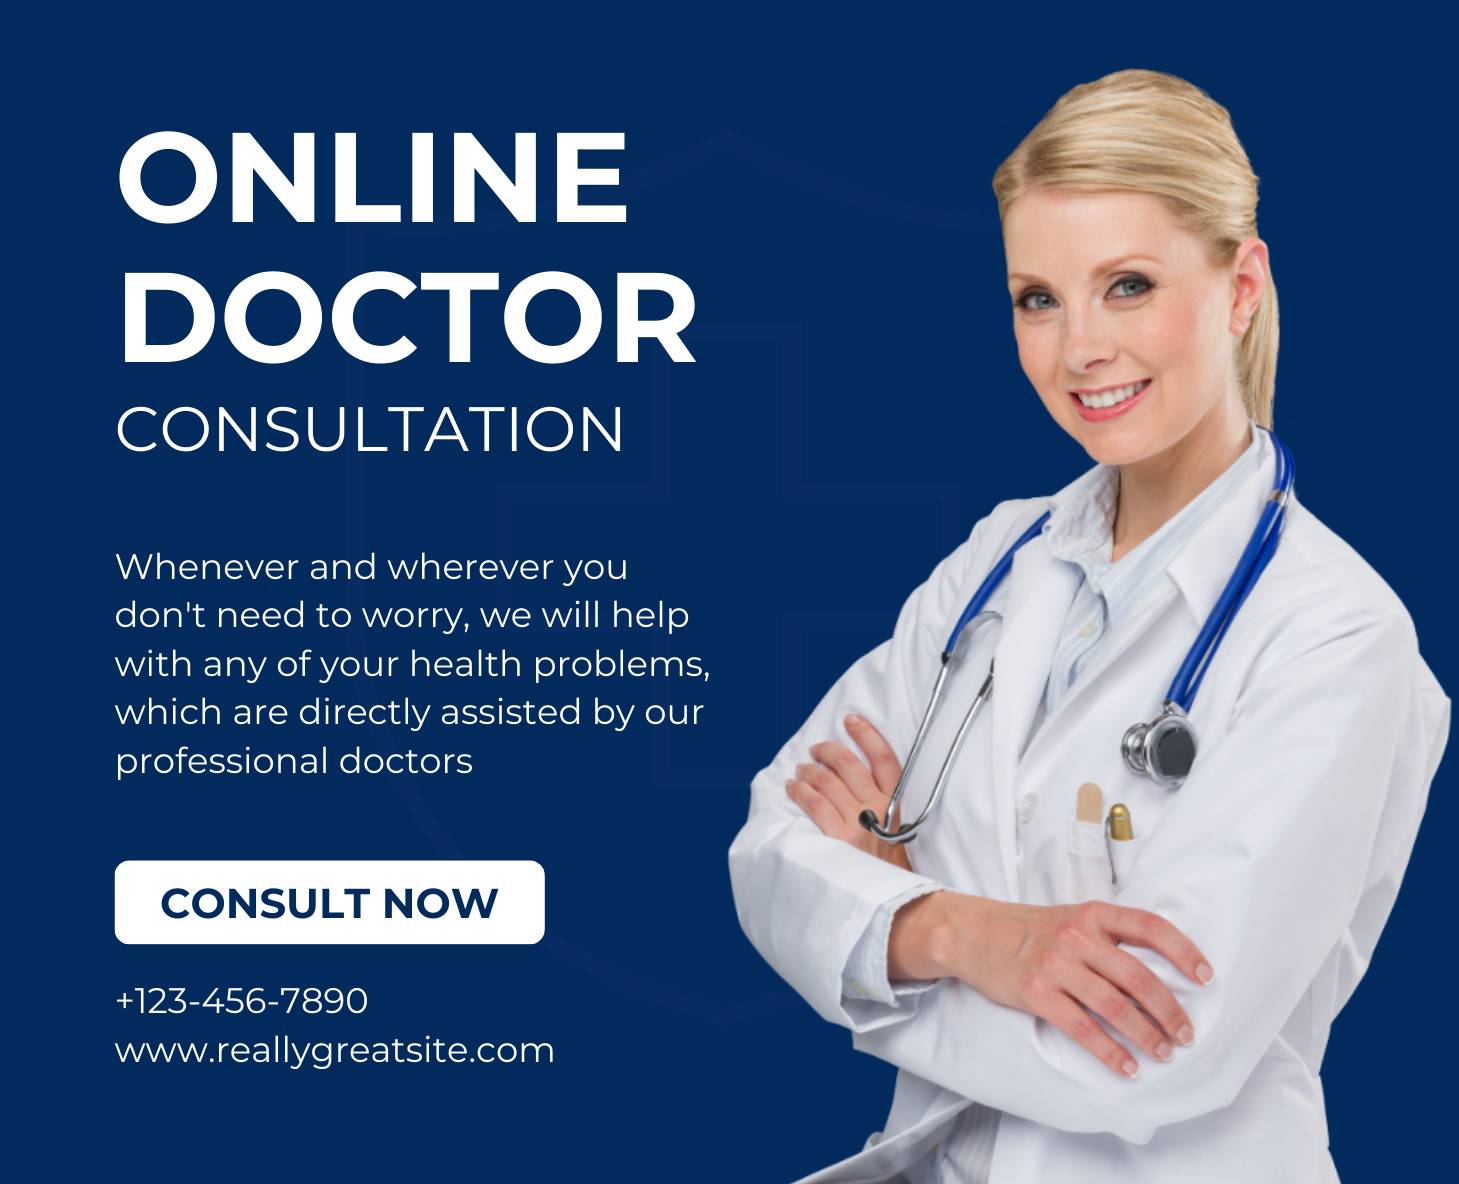 ONLINE
DOCTOR
CONSULTATION
Whenever and wherever you
don't need to worry, we will help
with any of your health problems,
which are directly assisted by our
professional doctors
CONSULT NOW
+123-456-7890
www.reallygreatsite.com